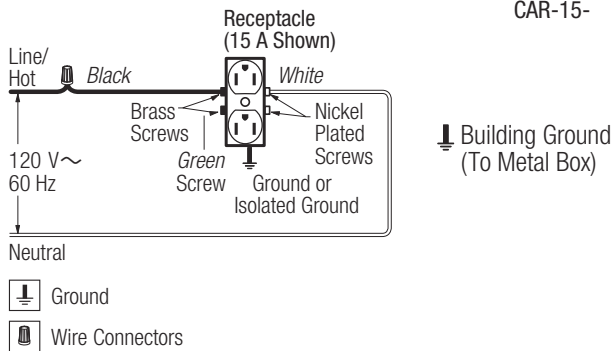 CAR-15-
Receptacle
(15 A Shown)
Line/
Hot
Black
White
Brass
Screws
Nickel
Plated
Screws
Green
Screw
Ground or
Isolated Ground
120 V~
60 Hz
Neutral
Building Ground
(To Metal Box)
Ground
Wire Connectors